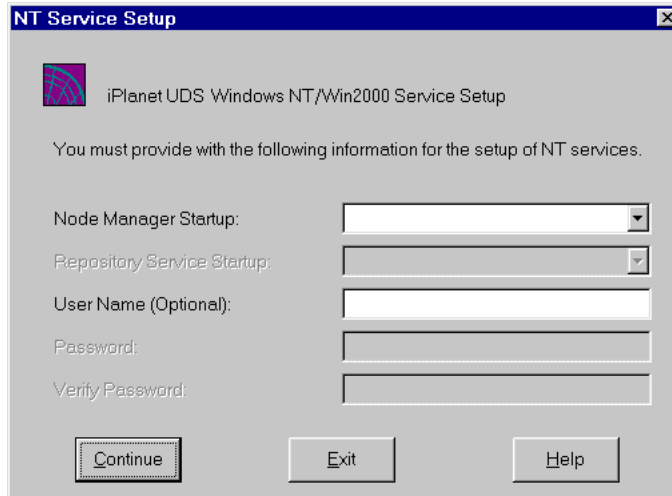 NT Service Setup
iPlanet UDS Windows NT/Win2000 Service Setup
You must provide with the following information for the setup of NT services.
Node Manager Startup:
Repository Service Startup:
User Name (Optional):
Password:
Verify Password:
Continue Exit Help